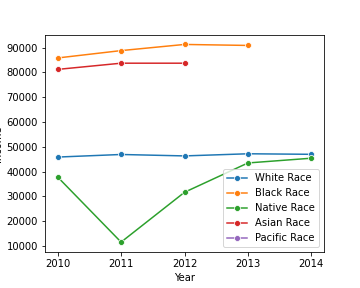 90000
80000
70000
60000
50000
40000
30000
20000
10000
2010
2011
2012
2013
2014
Year
White Race
Black Race
Native Race
Asian Race
Pacific Race